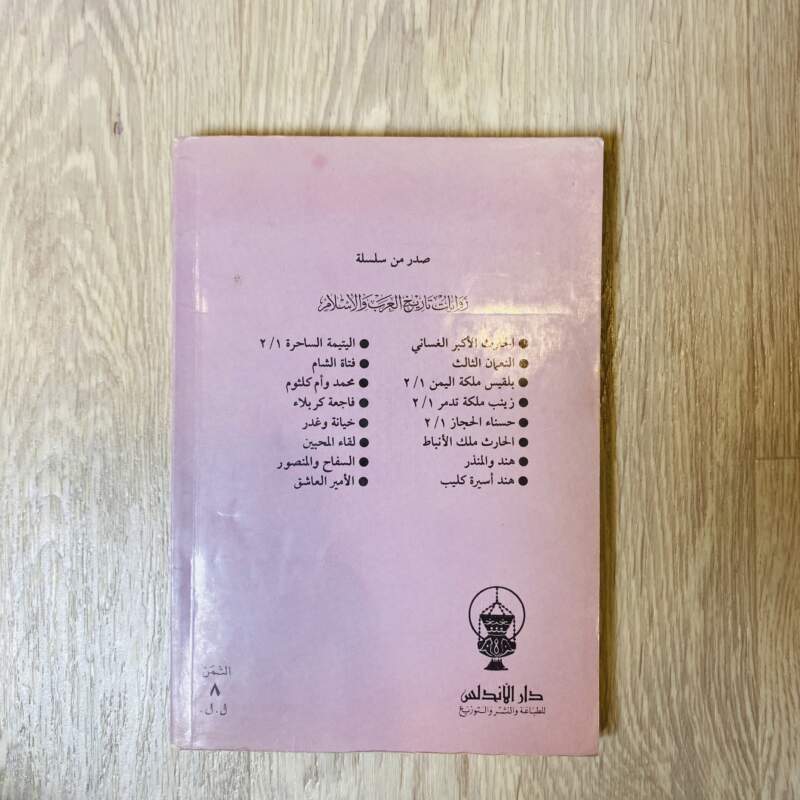 صدر من سلسلة
روايات تاريخ العرب والإسلام
● الحارث الأكبر الغساني
● النعمان الثالث
● بلقيس ملكة اليمن ١/ ٢
● زينب ملكة تدمر ١/ ٢
● حسناء الحجاز ١/ ٢
● الحارث ملك الأنباط
● هند والمنذر
● هند أسيرة كليب
● اليتيمة الساحرة ١/ ٢
● فتاة الشام
● محمد وأم كلثوم
● فاجعة كربلاء
● خيانة وغدر
● لقاء المحبين
● السفاح والمنصور
● الأمير العاشق
دار الأندلس
للطباعة والنشر والتوزيع
الثمن
٨
ل.ل.